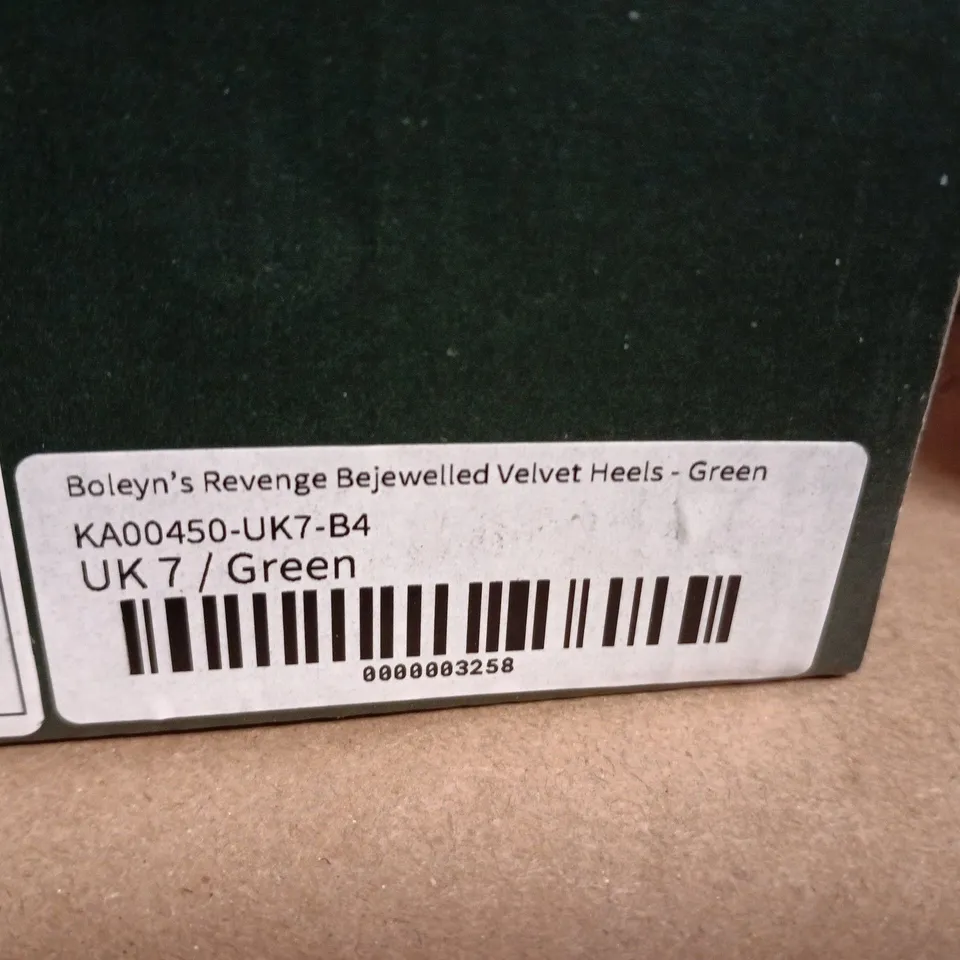 Boleyn's Revenge Bejewelled Velvet Heels - Green
KA00450-UK7-B4
UK 7 / Green
0000003258